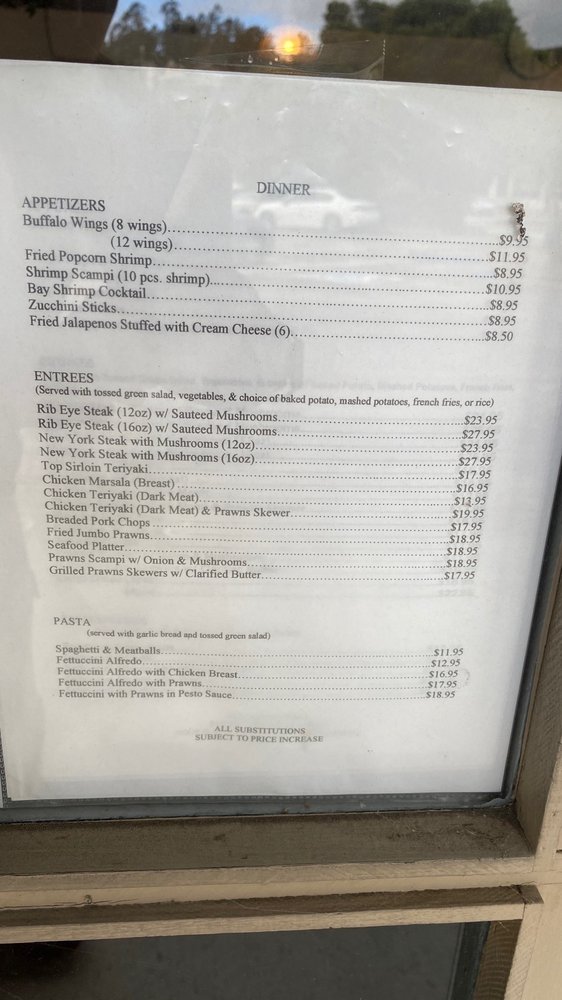 DINNER
APPETIZERS
Buffalo Wings (8 wings)...$9.95
(12 wings)...$11.95
Fried Popcorn Shrimp...$8.95
Shrimp Scampi (10 pcs. shrimp)...$10.95
Bay Shrimp Cocktail...$8.95
Zucchini Sticks...$8.95
Fried Jalapenos Stuffed with Cream Cheese (6)...$8.50
ENTREES
(Served with tossed green salad, vegetables, & choice of baked potato, mashed potatoes, french fries, or rice)
Rib Eye Steak (12oz) w/ Sauteed Mushrooms...$23.95
Rib Eye Steak (16oz) w/ Sauteed Mushrooms...$27.95
New York Steak with Mushrooms (12oz)...$23.95
New York Steak with Mushrooms (16oz)...$27.95
Top Sirloin Teriyaki...$17.95
Chicken Marsala (Breast)...$16.95
Chicken Teriyaki (Dark Meat)...$13.95
Chicken Teriyaki (Dark Meat) & Prawns Skewer...$19.95
Breaded Pork Chops...$17.95
Fried Jumbo Prawns...$18.95
Seafood Platter...$18.95
Prawns Scampi w/ Onion & Mushrooms...$18.95
Grilled Prawns Skewers w/ Clarified Butter...$17.95
PASTA
(served with garlic bread and tossed green salad)
Spaghetti & Meatballs...$11.95
Fettuccini Alfredo...$12.95
Fettuccini Alfredo with Chicken Breast...$16.95
Fettuccini Alfredo with Prawns...$17.95
Fettuccini with Prawns in Pesto Sauce...$18.95
ALL SUBSTITUTIONS
SUBJECT TO PRICE INCREASE